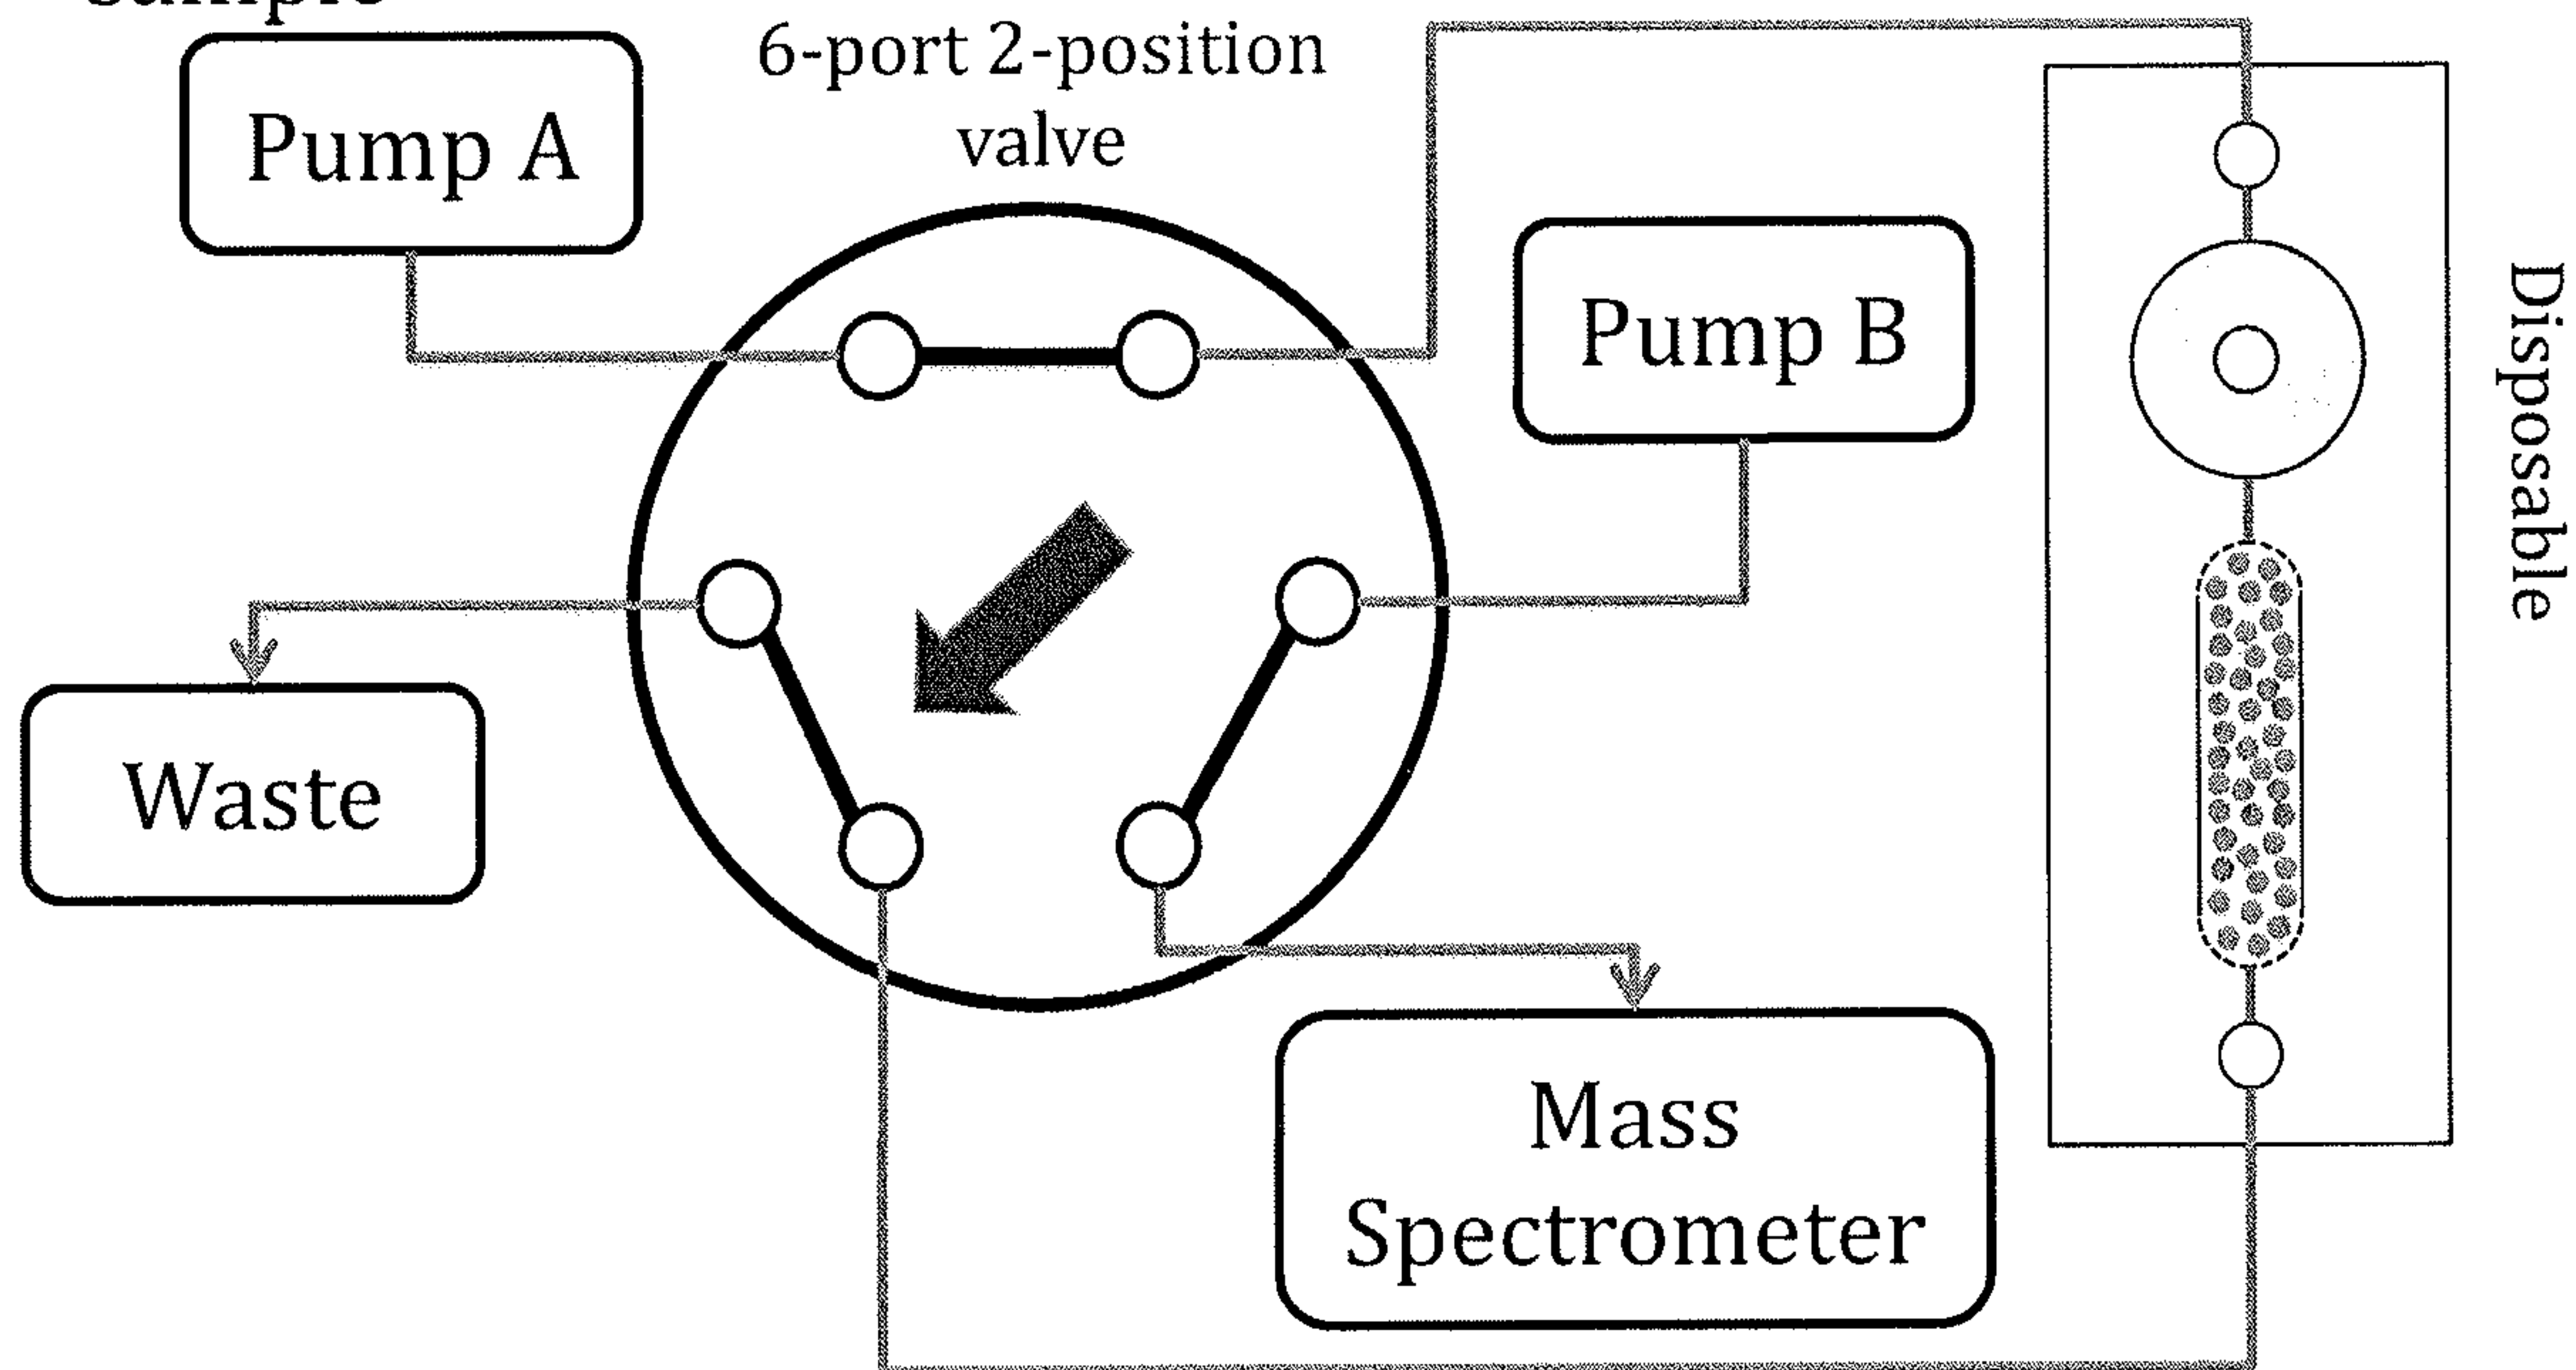 Pump A
6-port 2-position
valve
Pump B
Disposable
Waste
Mass
Spectrometer